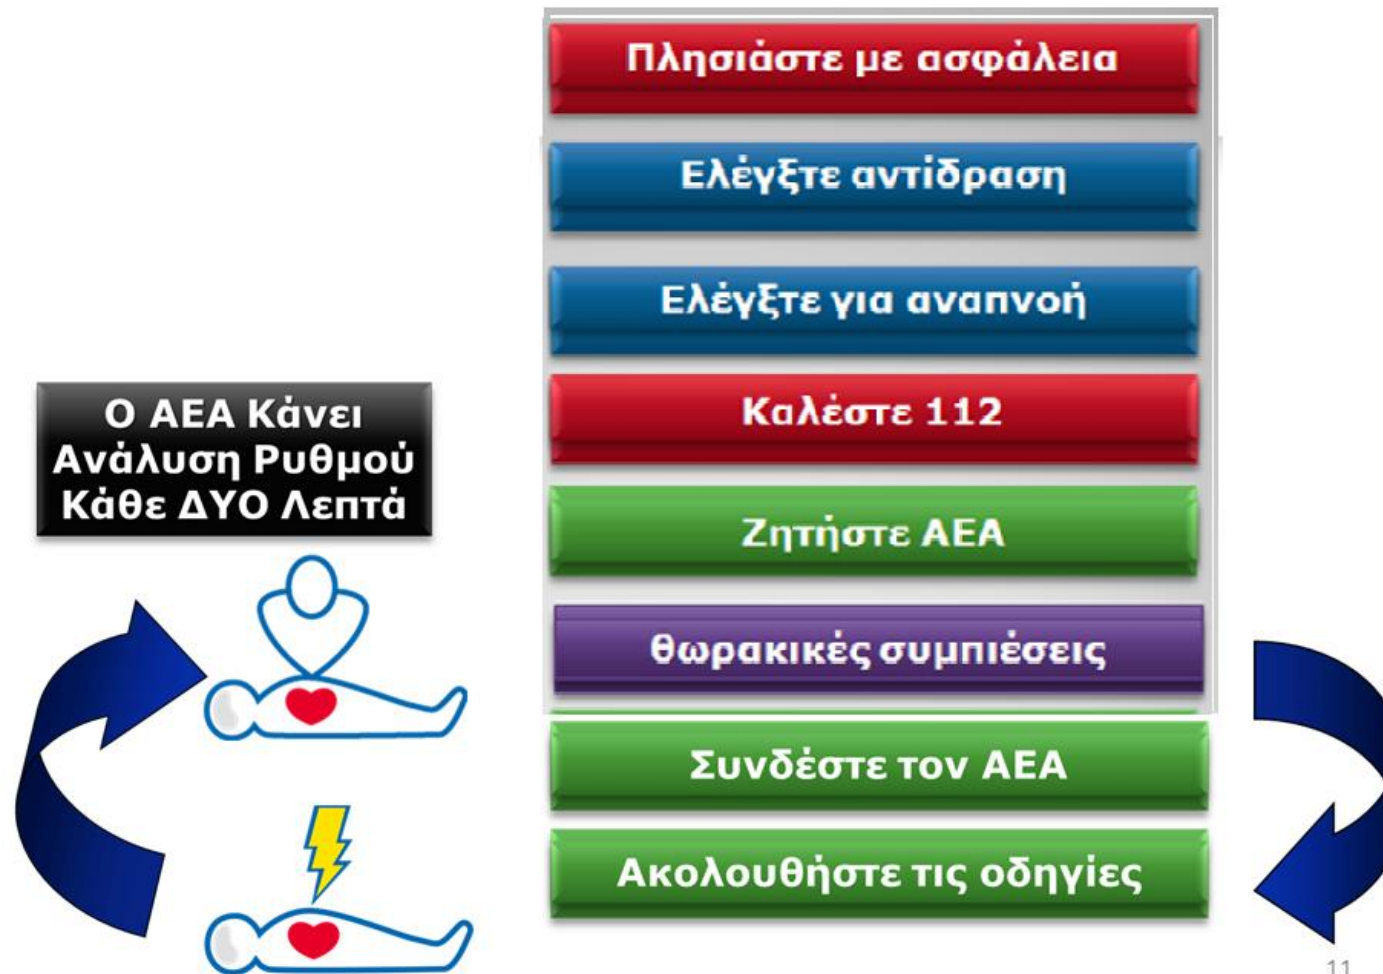 Πλησιάστε με ασφάλεια
Ελέγξτε αντίδραση
Ελέγξτε για αναπνοή
Καλέστε 112
Ζητήστε ΑΕΑ
θωρακικές συμπιέσεις
Συνδέστε τον ΑΕΑ
Ακολουθήστε τις οδηγίες
Ο ΑΕΑ Κάνει
Ανάλυση Ρυθμού
Κάθε ΔΥΟ Λεπτά
11